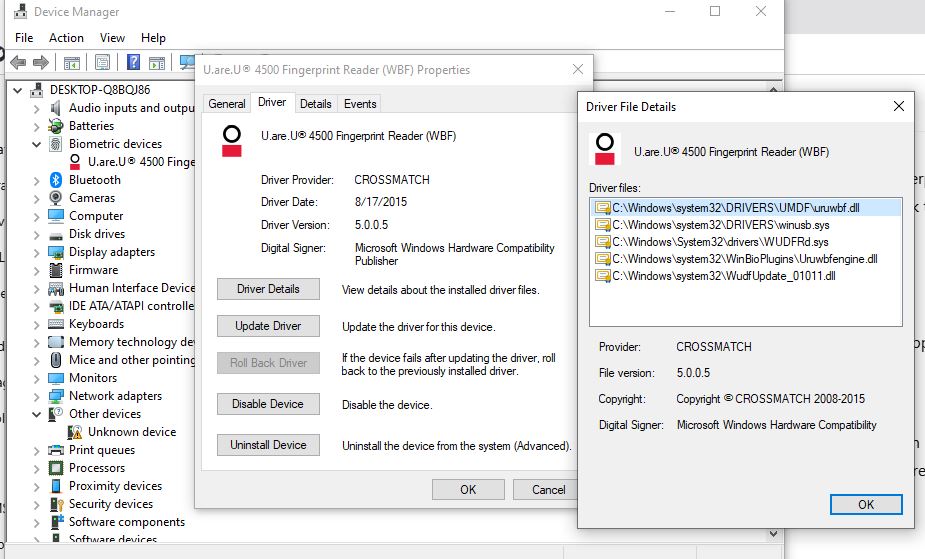 Device Manager
File Action View Help
DESKTOP-Q8BQJ86
Audio inputs and outpu
Batteries
Biometric devices
U.are.U® 4500 Finge
Bluetooth
Cameras
Computer
Disk drives
Display adapters
Firmware
Human Interface Device
IDE ATA/ATAPI controlle
Keyboards
Memory technology de
Mice and other pointing
Monitors
Network adapters
Other devices
Unknown device
Print queues
Processors
Proximity devices
Security devices
Software components
Software devices
U.are.U® 4500 Fingerprint Reader (WBF) Properties
General Driver Details Events
U.are.U® 4500 Fingerprint Reader (WBF)
Driver Provider: CROSSMATCH
Driver Date: 8/17/2015
Driver Version: 5.0.0.5
Digital Signer: Microsoft Windows Hardware Compatibility
Publisher
Driver Details View details about the installed driver files.
Update Driver Update the driver for this device.
Roll Back Driver If the device fails after updating the driver, roll
back to the previously installed driver.
Disable Device Disable the device.
Uninstall Device Uninstall the device from the system (Advanced).
OK Cancel
Driver File Details
U.are.U® 4500 Fingerprint Reader (WBF)
Driver files:
C:\Windows\system32\DRIVERS\UMDF\uruwbf.dll
C:\Windows\system32\DRIVERS\winusb.sys
C:\Windows\System32\drivers\WUDFRd.sys
C:\Windows\system32\WinBioPlugins\Uruwbfengine.dll
C:\Windows\system32\WudfUpdate_01011.dll
Provider: CROSSMATCH
File version: 5.0.0.5
Copyright: Copyright © CROSSMATCH 2008-2015
Digital Signer: Microsoft Windows Hardware Compatibility
OK